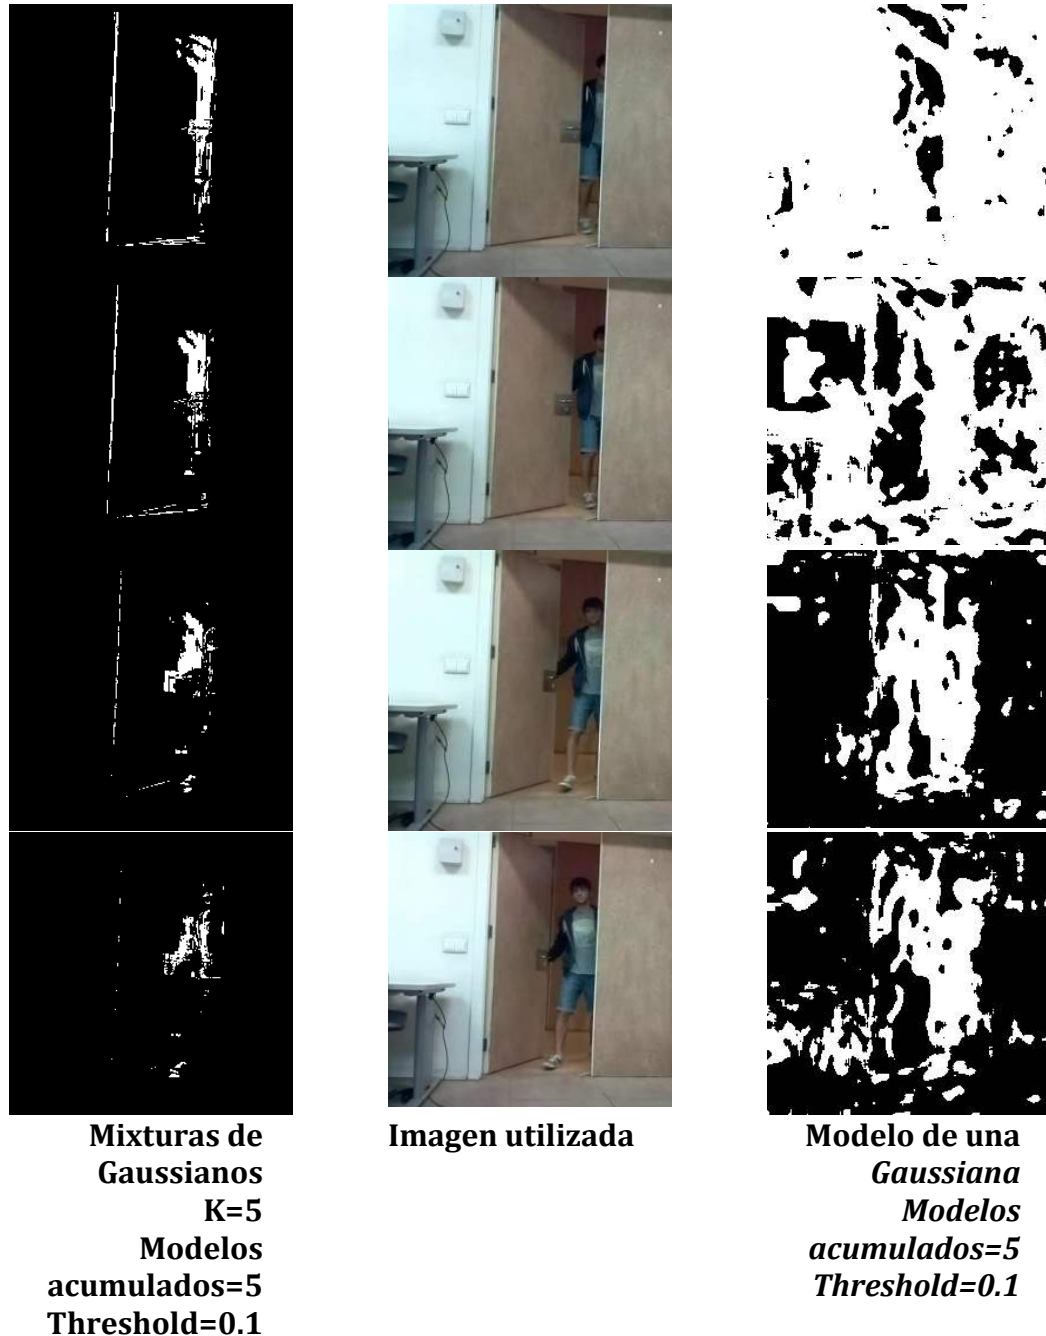 Mixturas de
Gaussianos
K=5
Modelos
acumulados=5
Threshold=0.1
Imagen utilizada
Modelo de una
Gaussiana
Modelos
acumulados=5
Threshold=0.1